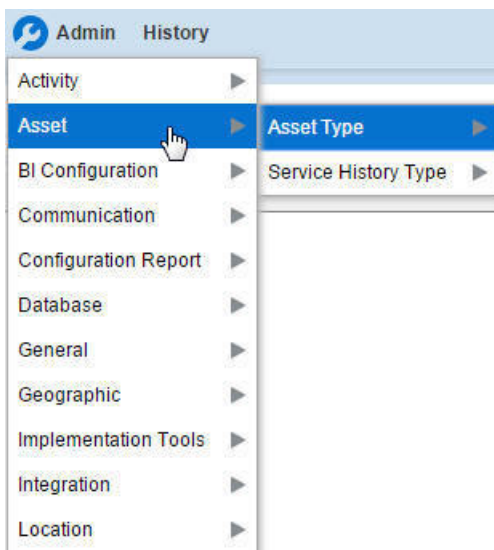 Admin History
Activity
Asset
Asset Type
BI Configuration
Service History Type
Communication
Configuration Report
Database
General
Geographic
Implementation Tools
Integration
Location